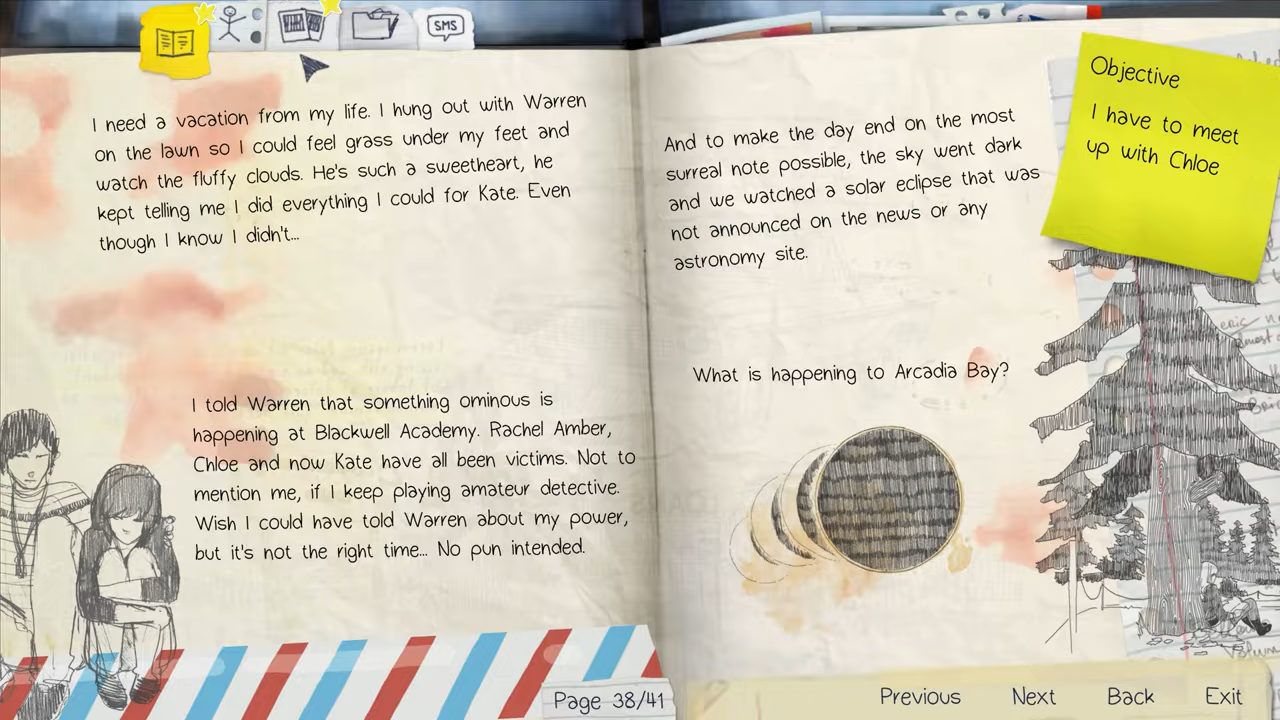 SMS
I need a vacation from my life. I hung out with Warren
on the lawn so I could feel grass under my feet and
watch the fluffy clouds. He's such a sweetheart, he
kept telling me I did everything I could for Kate. Even
though I know I didn't...
I told Warren that something ominous is
happening at Blackwell Academy. Rachel Amber,
Chloe and now Kate have all been victims. Not to
mention me, if I keep playing amateur detective.
Wish I could have told Warren about my power,
but it's not the right time... No pun intended.
And to make the day end on the most
surreal note possible, the sky went dark
and we watched a solar eclipse that was
not announced on the news or any
astronomy site.
What is happening to Arcadia Bay?
Objective
I have to meet
up with Chloe
Page 38/41
Previous
Next
Back
Exit